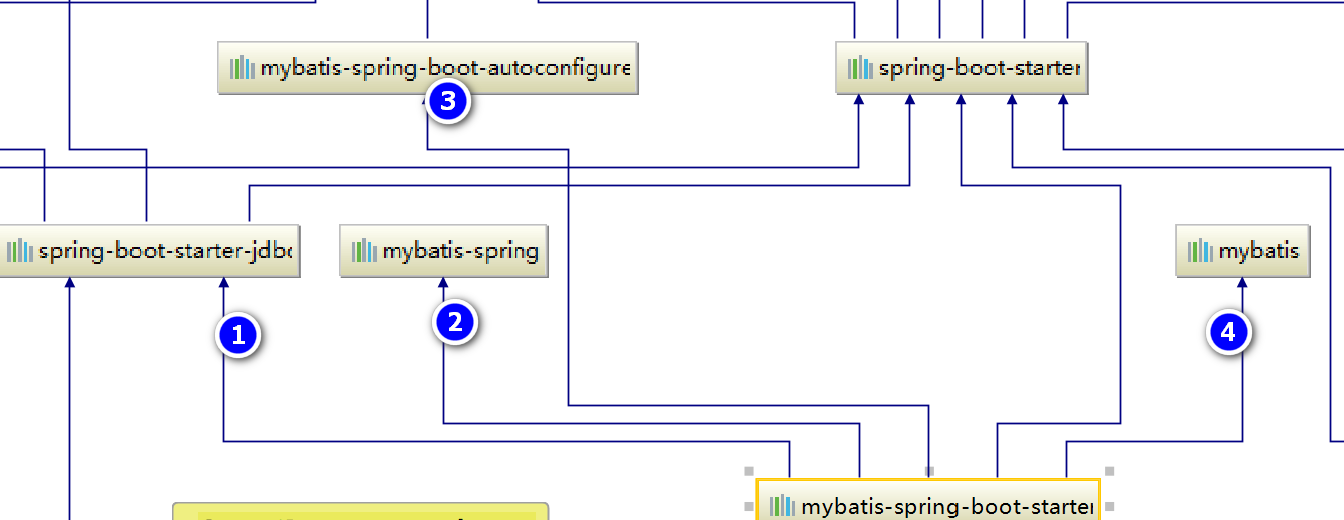 mybatis-spring-boot-autoconfigure
spring-boot-starter
3
spring-boot-starter-jdbc
mybatis-spring
mybatis
1
2
4
mybatis-spring-boot-starter